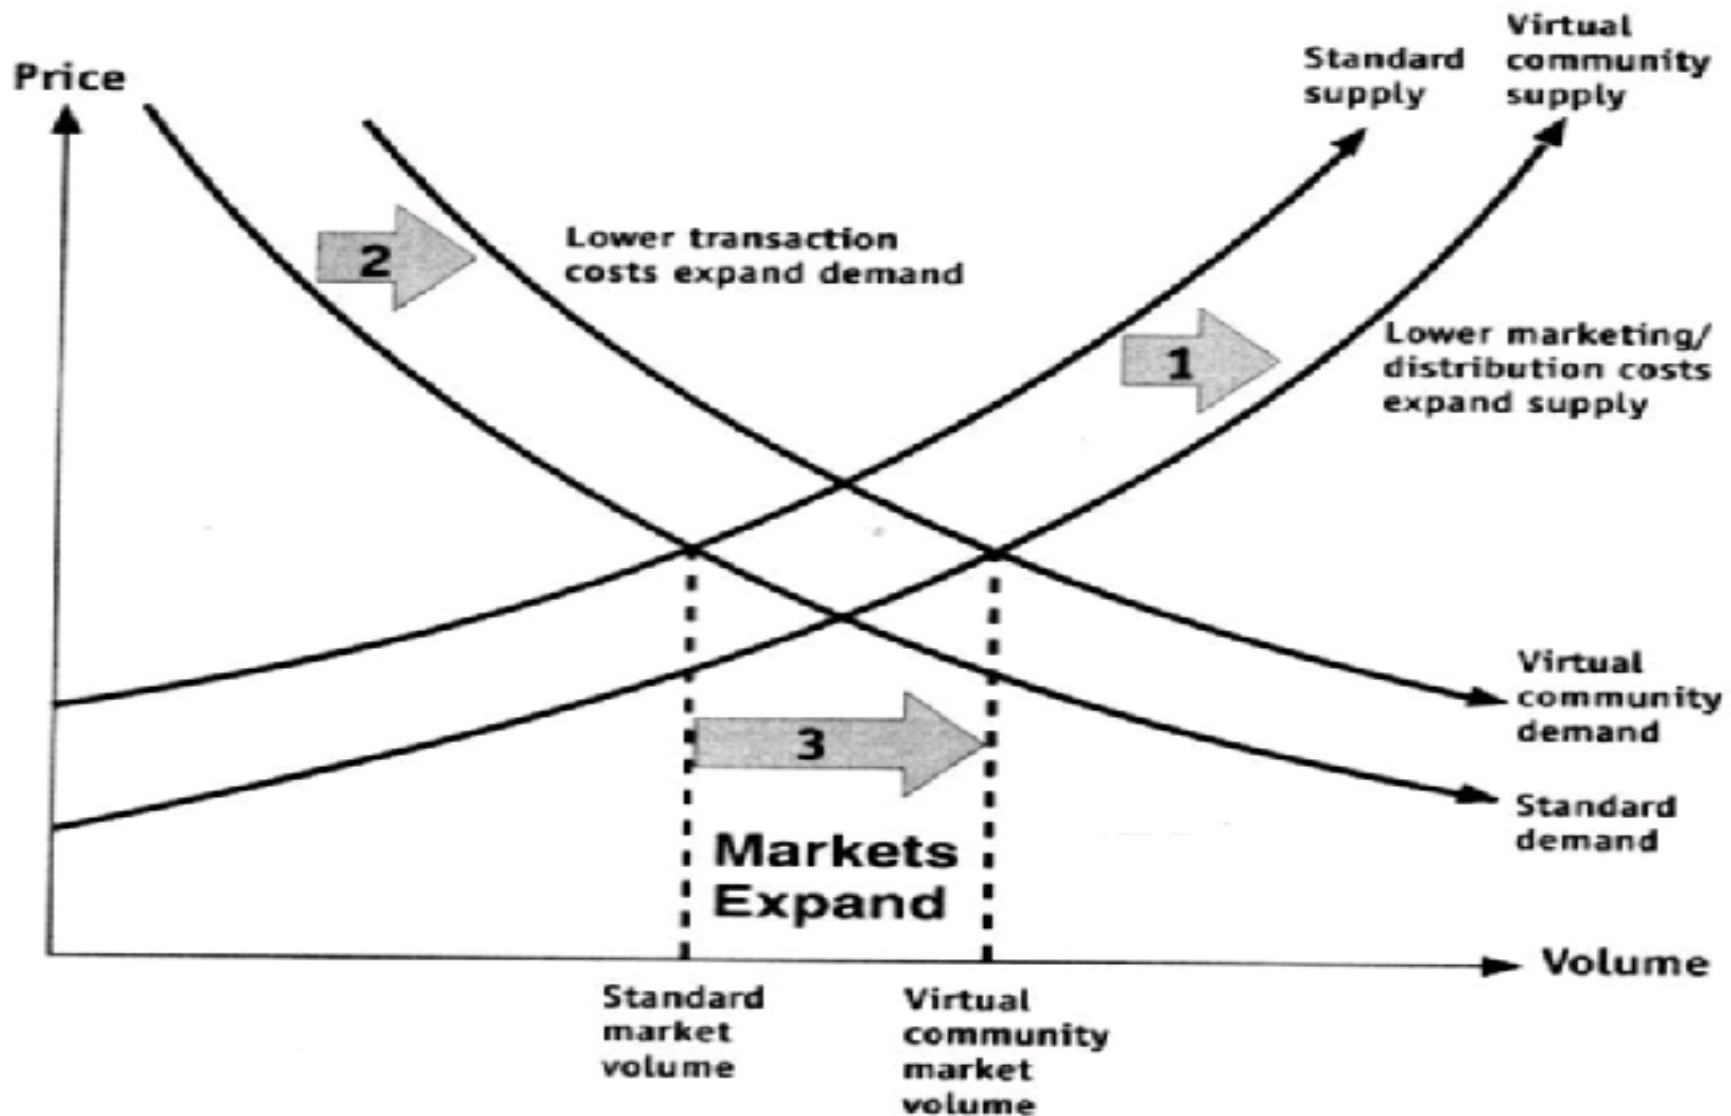 Price
Standard
supply
Virtual
community
supply
2
Lower transaction
costs expand demand
1
Lower marketing/
distribution costs
expand supply
Virtual
community
demand
3
Standard
demand
Markets
Expand
Volume
Standard
market
volume
Virtual
community
market
volume